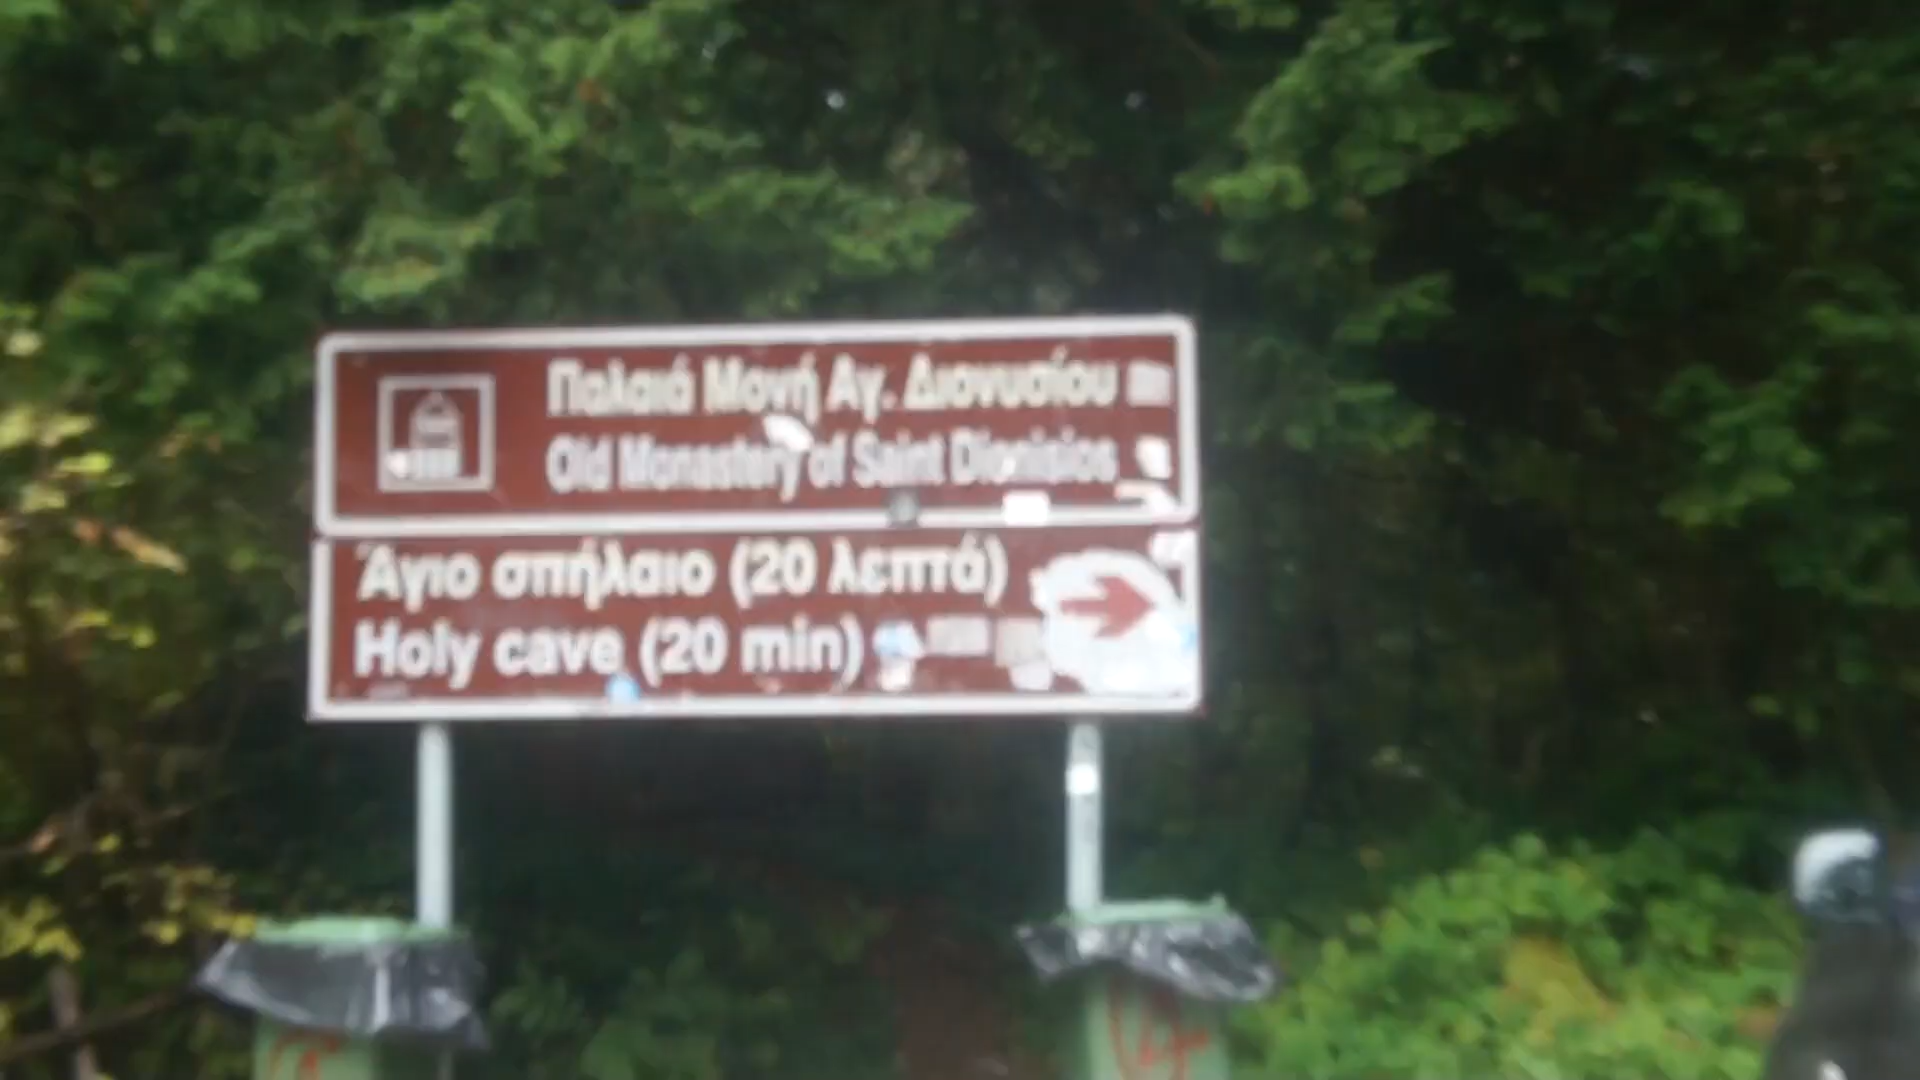 Παλαιά Μονή Αγ. Διονυσίου
Old Monastery of Saint Dionisios
Άγιο σπήλαιο (20 λεπτά)
Holy cave (20 min)